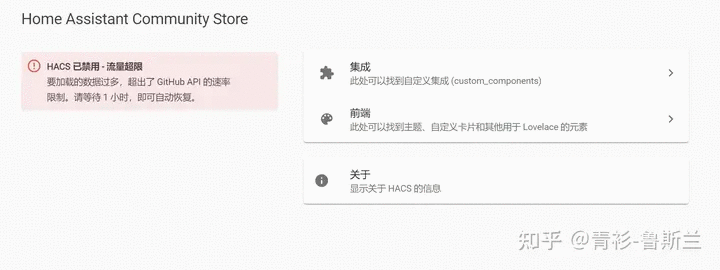 Home Assistant Community Store
HACS 已禁用 - 流量超限
要加载的数据过多，超出了 GitHub API 的速率
限制。请等待 1 小时，即可自动恢复。
集成
此处可以找到自定义集成 (custom_components)
前端
此处可以找到主题、自定义卡片和其他用于 Lovelace 的元素
关于
显示关于 HACS 的信息
知乎 @青衫-鲁斯兰